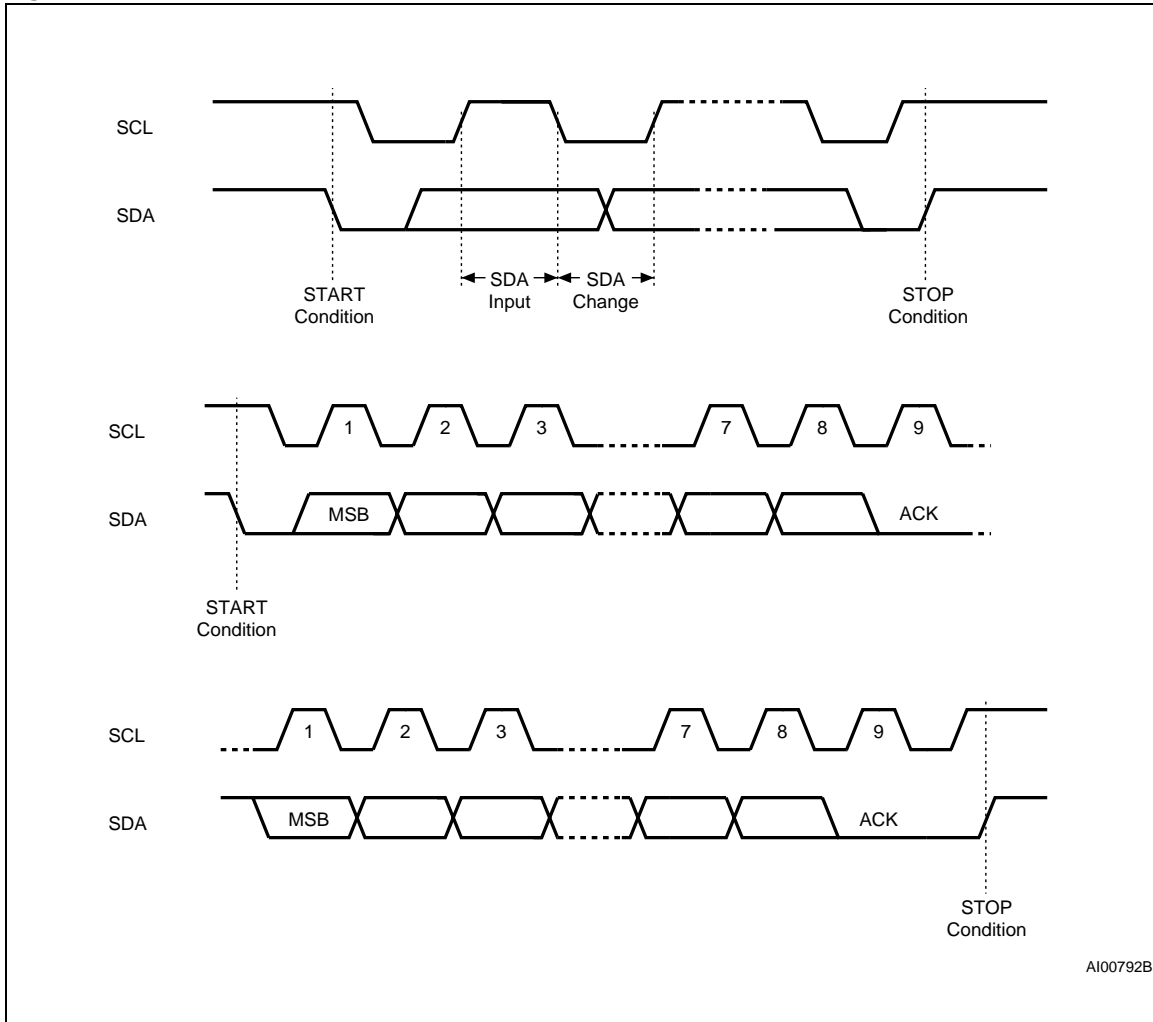 SCL
SDA
SDA
Input
SDA
Change
START
Condition
STOP
Condition
SCL
1
2
3
7
8
9
SDA
MSB
ACK
START
Condition
SCL
1
2
3
7
8
9
SDA
MSB
ACK
STOP
Condition
AI00792B